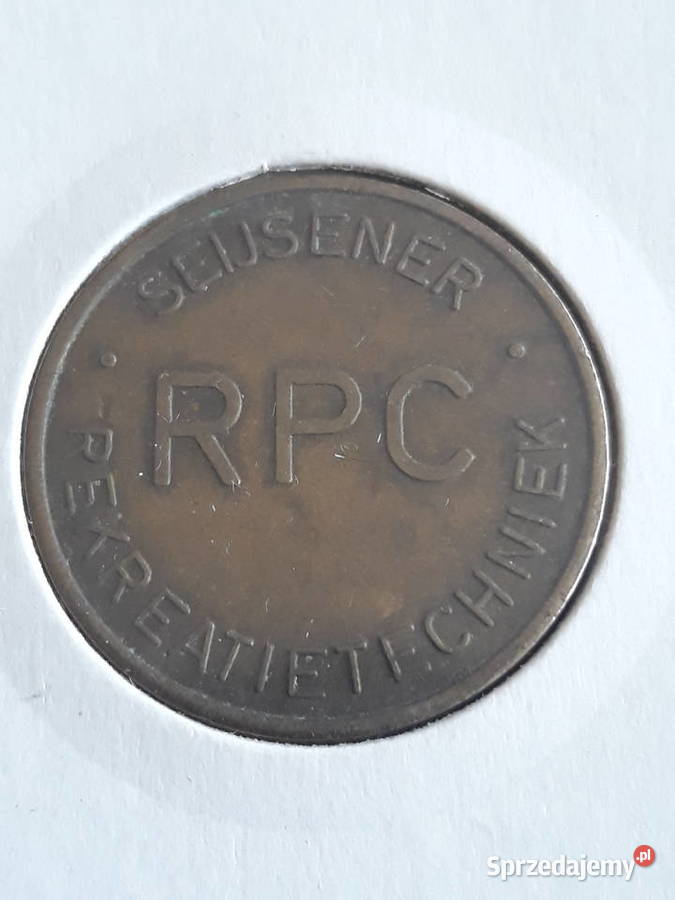 SEIJSENER
RPC
REKREATIETECHNIEK
Sprzedajemy.pl